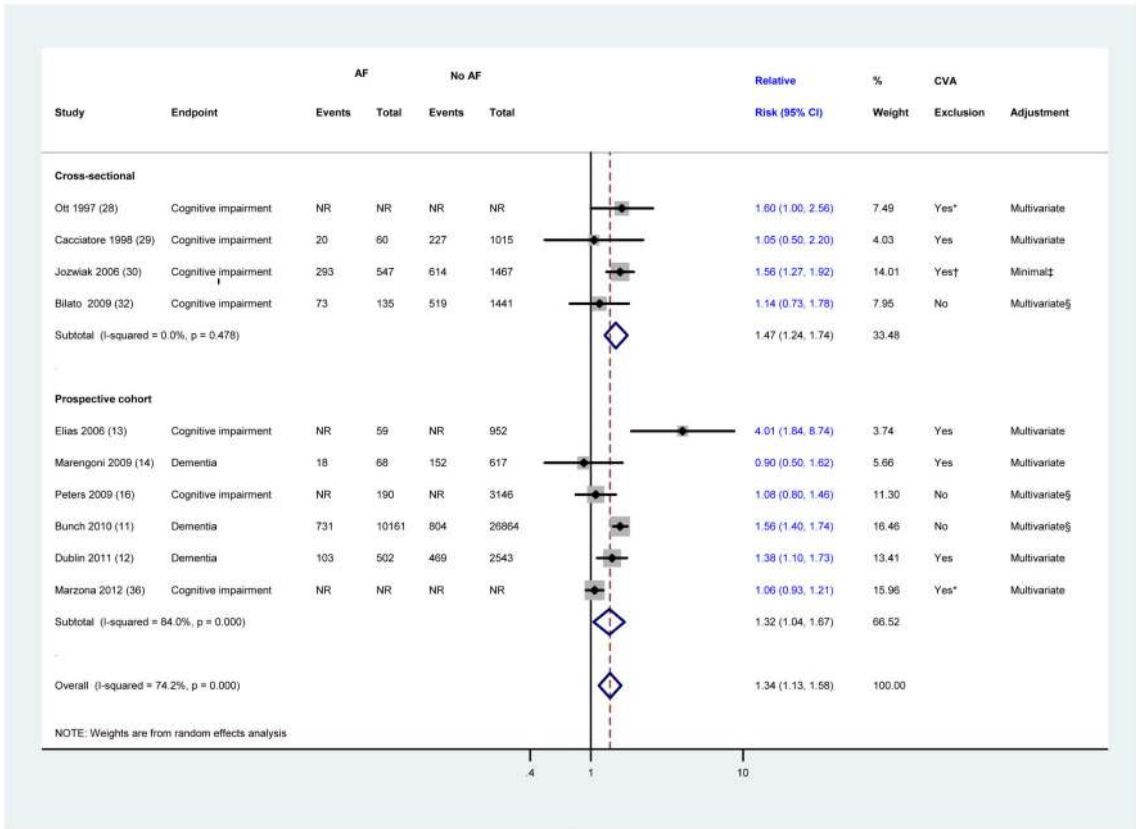 AF No AF Relative % CVA
Study Endpoint Events Total Events Total Risk (95% CI) Weight Exclusion Adjustment
Cross-sectional
Ott 1997 (28) Cognitive impairment NR NR NR NR 1.60 (1.00, 2.56) 7.49 Yes* Multivariate
Cacciatore 1998 (29) Cognitive impairment 20 60 227 1015 1.05 (0.50, 2.20) 4.03 Yes Multivariate
Jozwiak 2006 (30) Cognitive impairment 293 547 614 1467 1.56 (1.27, 1.92) 14.01 Yes† Minimal‡
Bilato 2009 (32) Cognitive impairment 73 135 519 1441 1.14 (0.73, 1.78) 7.95 No Multivariate§
Subtotal (I-squared = 0.0%, p = 0.478) 1.47 (1.24, 1.74) 33.48
.
Prospective cohort
Elias 2006 (13) Cognitive impairment NR 59 NR 952 4.01 (1.84, 8.74) 3.74 Yes Multivariate
Marengoni 2009 (14) Dementia 18 68 152 617 0.90 (0.50, 1.62) 5.66 Yes Multivariate
Peters 2009 (16) Cognitive impairment NR 190 NR 3146 1.08 (0.80, 1.46) 11.30 No Multivariate§
Bunch 2010 (11) Dementia 731 10161 804 26864 1.56 (1.40, 1.74) 16.46 No Multivariate§
Dublin 2011 (12) Dementia 103 502 469 2543 1.38 (1.10, 1.73) 13.41 Yes Multivariate
Marzona 2012 (36) Cognitive impairment NR NR NR NR 1.06 (0.93, 1.21) 15.96 Yes* Multivariate
Subtotal (I-squared = 84.0%, p = 0.000) 1.32 (1.04, 1.67) 66.52
.
Overall (I-squared = 74.2%, p = 0.000) 1.34 (1.13, 1.58) 100.00
NOTE: Weights are from random effects analysis
.4 1 10